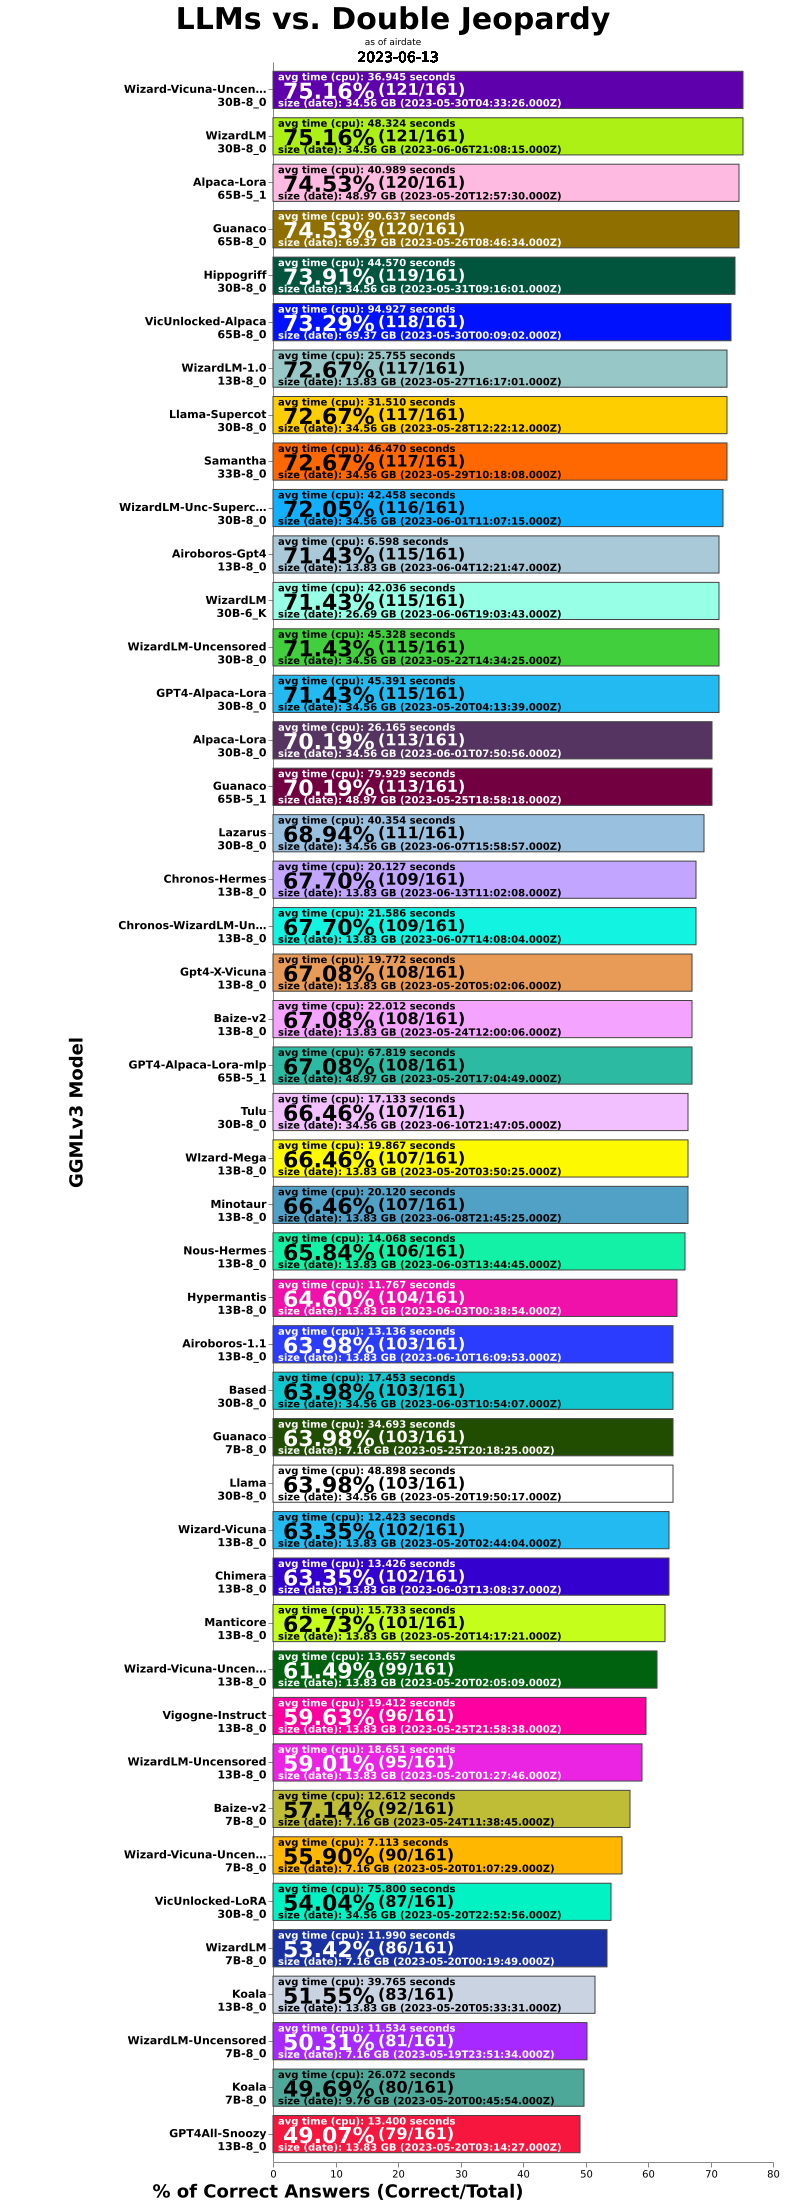 LLMs vs. Double Jeopardy
as of airdate
2023-06-13
GGMLv3 Model
Wizard-Vicuna-Uncen…
30B-8_0
avg time (cpu): 36.945 seconds
75.16% (121/161)
size (date): 34.56 GB (2023-05-30T04:33:26.000Z)
WizardLM
30B-8_0
avg time (cpu): 48.324 seconds
75.16% (121/161)
size (date): 34.56 GB (2023-06-06T21:08:15.000Z)
Alpaca-Lora
65B-5_1
avg time (cpu): 40.989 seconds
74.53% (120/161)
size (date): 48.97 GB (2023-05-20T12:57:30.000Z)
Guanaco
65B-8_0
avg time (cpu): 90.637 seconds
74.53% (120/161)
size (date): 69.37 GB (2023-05-26T08:46:34.000Z)
Hippogriff
30B-8_0
avg time (cpu): 44.570 seconds
73.91% (119/161)
size (date): 34.56 GB (2023-05-31T09:16:01.000Z)
VicUnlocked-Alpaca
65B-8_0
avg time (cpu): 94.927 seconds
73.29% (118/161)
size (date): 69.37 GB (2023-05-30T00:09:02.000Z)
WizardLM-1.0
13B-8_0
avg time (cpu): 25.755 seconds
72.67% (117/161)
size (date): 13.83 GB (2023-05-27T16:17:01.000Z)
Llama-Supercot
30B-8_0
avg time (cpu): 31.510 seconds
72.67% (117/161)
size (date): 34.56 GB (2023-05-28T12:22:12.000Z)
Samantha
33B-8_0
avg time (cpu): 46.470 seconds
72.67% (117/161)
size (date): 34.56 GB (2023-05-29T10:18:08.000Z)
WizardLM-Unc-Superc…
30B-8_0
avg time (cpu): 42.458 seconds
72.05% (116/161)
size (date): 34.56 GB (2023-06-01T11:07:15.000Z)
Airoboros-Gpt4
13B-8_0
avg time (cpu): 6.598 seconds
71.43% (115/161)
size (date): 13.83 GB (2023-06-04T12:21:47.000Z)
WizardLM
30B-6_K
avg time (cpu): 42.036 seconds
71.43% (115/161)
size (date): 26.69 GB (2023-06-06T19:03:43.000Z)
WizardLM-Uncensored
30B-8_0
avg time (cpu): 45.328 seconds
71.43% (115/161)
size (date): 34.56 GB (2023-05-22T14:34:25.000Z)
GPT4-Alpaca-Lora
30B-8_0
avg time (cpu): 45.391 seconds
71.43% (115/161)
size (date): 34.56 GB (2023-05-20T04:13:39.000Z)
Alpaca-Lora
30B-8_0
avg time (cpu): 26.165 seconds
70.19% (113/161)
size (date): 34.56 GB (2023-06-01T07:50:56.000Z)
Guanaco
65B-5_1
avg time (cpu): 79.929 seconds
70.19% (113/161)
size (date): 48.97 GB (2023-05-25T18:58:18.000Z)
Lazarus
30B-8_0
avg time (cpu): 40.354 seconds
68.94% (111/161)
size (date): 34.56 GB (2023-06-07T15:58:57.000Z)
Chronos-Hermes
13B-8_0
avg time (cpu): 20.127 seconds
67.70% (109/161)
size (date): 13.83 GB (2023-06-13T11:02:08.000Z)
Chronos-WizardLM-Un…
13B-8_0
avg time (cpu): 21.586 seconds
67.70% (109/161)
size (date): 13.83 GB (2023-06-07T14:08:04.000Z)
Gpt4-X-Vicuna
13B-8_0
avg time (cpu): 19.772 seconds
67.08% (108/161)
size (date): 13.83 GB (2023-05-20T05:02:06.000Z)
Baize-v2
13B-8_0
avg time (cpu): 22.012 seconds
67.08% (108/161)
size (date): 13.83 GB (2023-05-24T12:00:06.000Z)
GPT4-Alpaca-Lora-mlp
65B-5_1
avg time (cpu): 67.819 seconds
67.08% (108/161)
size (date): 48.97 GB (2023-05-20T17:04:49.000Z)
Tulu
30B-8_0
avg time (cpu): 17.133 seconds
66.46% (107/161)
size (date): 34.56 GB (2023-06-10T21:47:05.000Z)
WIzard-Mega
13B-8_0
avg time (cpu): 19.867 seconds
66.46% (107/161)
size (date): 13.83 GB (2023-05-20T03:50:25.000Z)
Minotaur
13B-8_0
avg time (cpu): 20.120 seconds
66.46% (107/161)
size (date): 13.83 GB (2023-06-08T21:45:25.000Z)
Nous-Hermes
13B-8_0
avg time (cpu): 14.068 seconds
65.84% (106/161)
size (date): 13.83 GB (2023-06-03T13:44:45.000Z)
Hypermantis
13B-8_0
avg time (cpu): 11.767 seconds
64.60% (104/161)
size (date): 13.83 GB (2023-06-03T00:38:54.000Z)
Airoboros-1.1
13B-8_0
avg time (cpu): 13.136 seconds
63.98% (103/161)
size (date): 13.83 GB (2023-06-10T16:09:53.000Z)
Based
30B-8_0
avg time (cpu): 17.453 seconds
63.98% (103/161)
size (date): 34.56 GB (2023-06-03T10:54:07.000Z)
Guanaco
7B-8_0
avg time (cpu): 34.693 seconds
63.98% (103/161)
size (date): 7.16 GB (2023-05-25T20:18:25.000Z)
Llama
30B-8_0
avg time (cpu): 48.898 seconds
63.98% (103/161)
size (date): 34.56 GB (2023-05-20T19:50:17.000Z)
Wizard-Vicuna
13B-8_0
avg time (cpu): 12.423 seconds
63.35% (102/161)
size (date): 13.83 GB (2023-05-20T02:44:04.000Z)
Chimera
13B-8_0
avg time (cpu): 13.426 seconds
63.35% (102/161)
size (date): 13.83 GB (2023-06-03T13:08:37.000Z)
Manticore
13B-8_0
avg time (cpu): 15.733 seconds
62.73% (101/161)
size (date): 13.83 GB (2023-05-20T14:17:21.000Z)
Wizard-Vicuna-Uncen…
13B-8_0
avg time (cpu): 13.657 seconds
61.49% (99/161)
size (date): 13.83 GB (2023-05-20T02:05:09.000Z)
Vigogne-Instruct
13B-8_0
avg time (cpu): 19.412 seconds
59.63% (96/161)
size (date): 13.83 GB (2023-05-25T21:58:38.000Z)
WizardLM-Uncensored
13B-8_0
avg time (cpu): 18.651 seconds
59.01% (95/161)
size (date): 13.83 GB (2023-05-20T01:27:46.000Z)
Baize-v2
7B-8_0
avg time (cpu): 12.612 seconds
57.14% (92/161)
size (date): 7.16 GB (2023-05-24T11:38:45.000Z)
Wizard-Vicuna-Uncen…
7B-8_0
avg time (cpu): 7.113 seconds
55.90% (90/161)
size (date): 7.16 GB (2023-05-20T01:07:29.000Z)
VicUnlocked-LoRA
30B-8_0
avg time (cpu): 75.800 seconds
54.04% (87/161)
size (date): 34.56 GB (2023-05-20T22:52:56.000Z)
WizardLM
7B-8_0
avg time (cpu): 11.990 seconds
53.42% (86/161)
size (date): 7.16 GB (2023-05-20T00:19:49.000Z)
Koala
13B-8_0
avg time (cpu): 39.765 seconds
51.55% (83/161)
size (date): 13.83 GB (2023-05-20T05:33:31.000Z)
WizardLM-Uncensored
7B-8_0
avg time (cpu): 11.534 seconds
50.31% (81/161)
size (date): 7.16 GB (2023-05-19T23:51:34.000Z)
Koala
7B-8_0
avg time (cpu): 26.072 seconds
49.69% (80/161)
size (date): 9.76 GB (2023-05-20T00:45:54.000Z)
GPT4All-Snoozy
13B-8_0
avg time (cpu): 13.400 seconds
49.07% (79/161)
size (date): 13.83 GB (2023-05-20T03:14:27.000Z)
0 10 20 30 40 50 60 70 80
% of Correct Answers (Correct/Total)